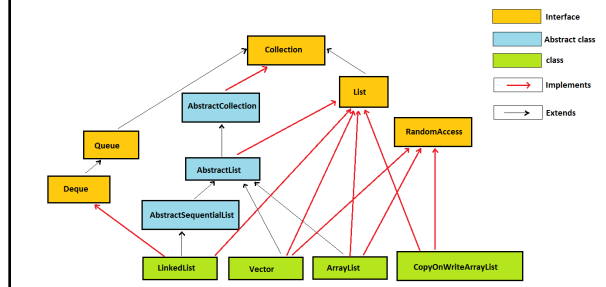 Interface
Abstract class
class
Implements
Extends
Collection
AbstractCollection
List
RandomAccess
Queue
AbstractList
Deque
AbstractSequentialList
LinkedList
Vector
ArrayList
CopyOnWriteArrayList